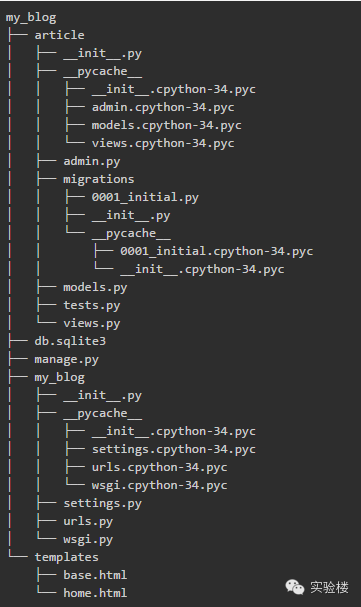 my_blog
├── article
│   ├── __init__.py
│   ├── __pycache__
│   │   ├── __init__.cpython-34.pyc
│   │   ├── admin.cpython-34.pyc
│   │   ├── models.cpython-34.pyc
│   │   └── views.cpython-34.pyc
│   ├── admin.py
│   ├── migrations
│   │   ├── 0001_initial.py
│   │   ├── __init__.py
│   │   └── __pycache__
│   │       ├── 0001_initial.cpython-34.pyc
│   │       └── __init__.cpython-34.pyc
│   ├── models.py
│   ├── tests.py
│   └── views.py
├── db.sqlite3
├── manage.py
├── my_blog
│   ├── __init__.py
│   ├── __pycache__
│   │   ├── __init__.cpython-34.pyc
│   │   ├── settings.cpython-34.pyc
│   │   ├── urls.cpython-34.pyc
│   │   └── wsgi.cpython-34.pyc
│   ├── settings.py
│   ├── urls.py
│   └── wsgi.py
└── templates
    ├── base.html
    └── home.html
实验楼